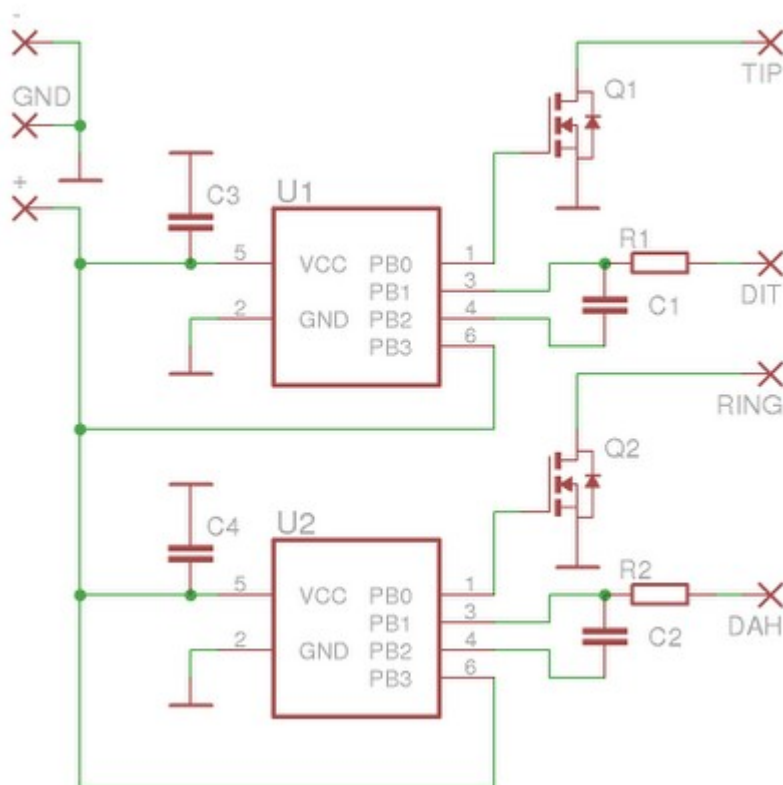 -
TIP
Q1
GND
+
C3
U1
5
VCC
PB0
1
R1
PB1
3
DIT
2
GND
PB2
4
C1
PB3
6
RING
Q2
C4
U2
5
VCC
PB0
1
R2
PB1
3
DAH
2
GND
PB2
4
C2
PB3
6